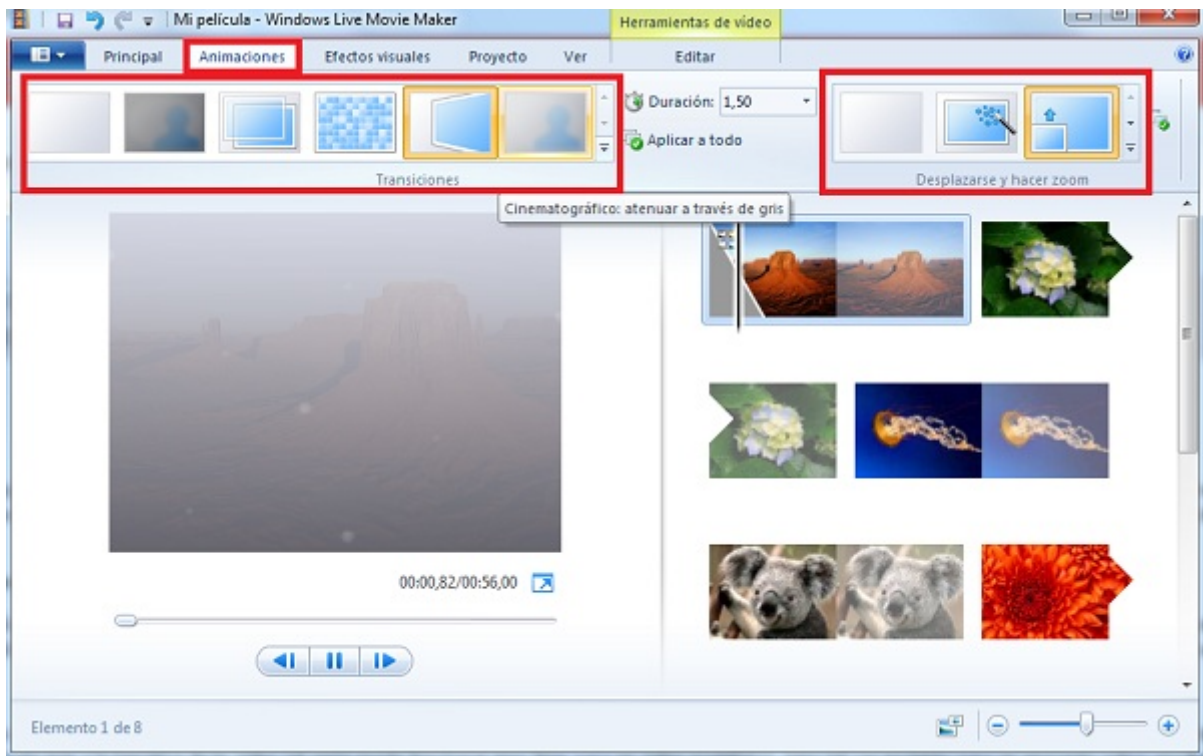 Mi película - Windows Live Movie Maker
Herramientas de vídeo
Principal Animaciones Efectos visuales Proyecto Ver Editar
Duración: 1,50
Aplicar a todo
Transiciones
Desplazarse y hacer zoom
Cinematográfico: atenuar a través de gris
00:00,82/00:56,00
Elemento 1 de 8